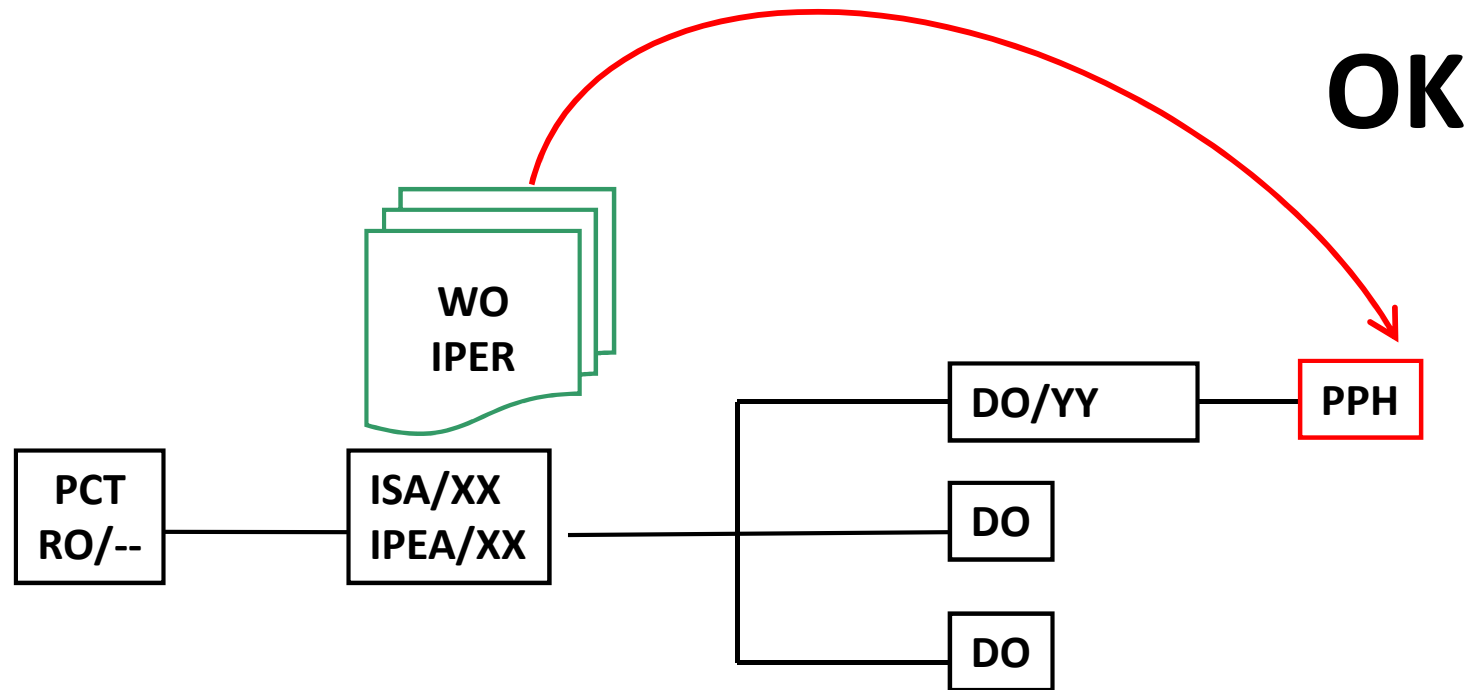 OK
WO
IPER
DO/YY
PPH
PCT
RO/--
ISA/XX
IPEA/XX
DO
DO